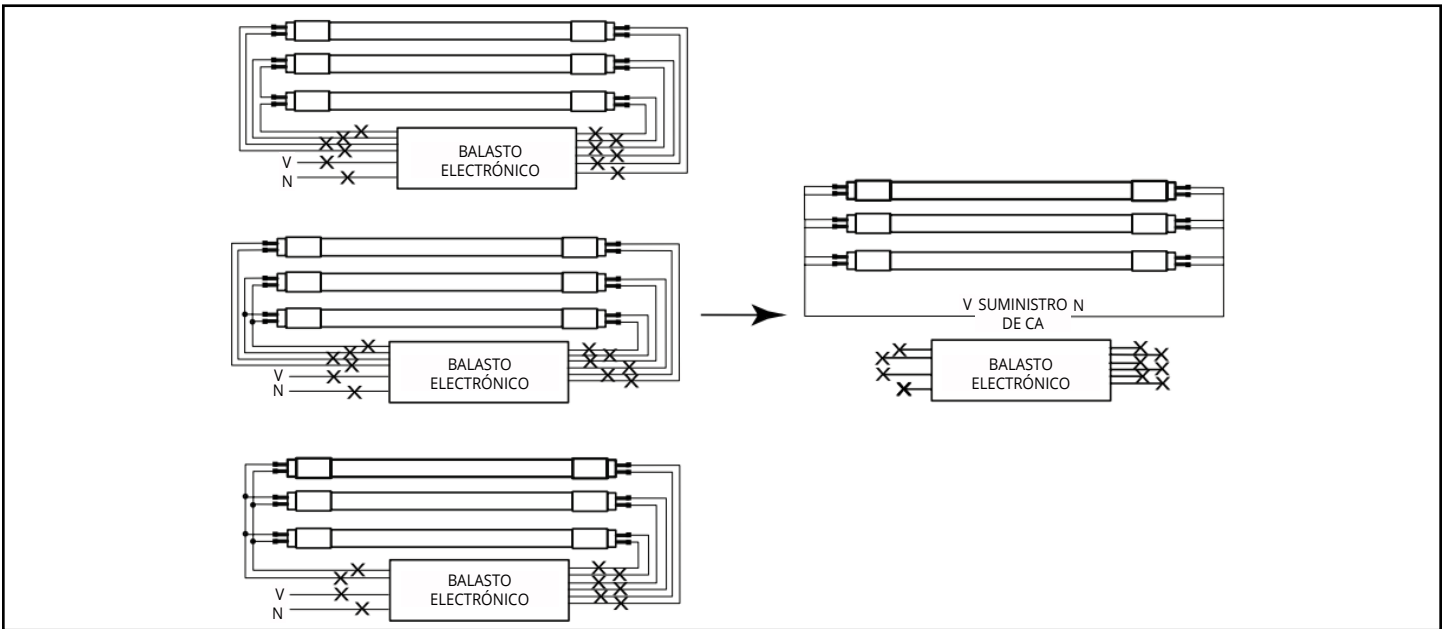 BALASTO
ELECTRÓNICO
V
N
BALASTO
ELECTRÓNICO
V
N
BALASTO
ELECTRÓNICO
V
N
V SUMINISTRO N
DE CA
BALASTO
ELECTRÓNICO